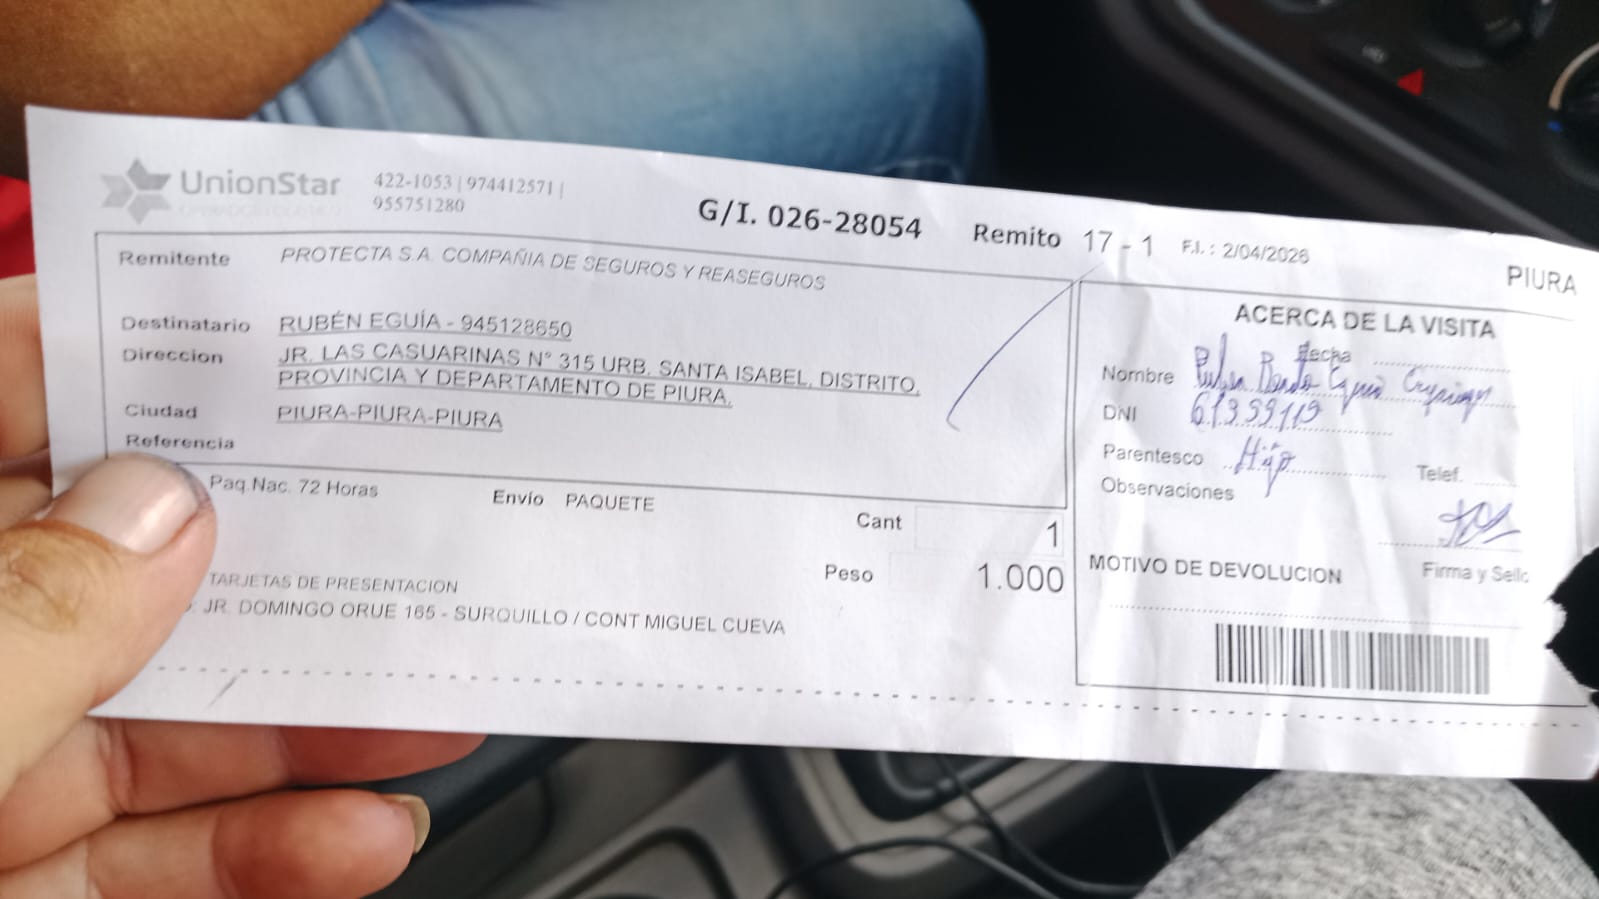 UnionStar
422-1053 | 974412571 |
955751280
G/I. 026-28054
Remito 17 - 1
F.I. : 2/04/2026
PIURA
Remitente PROTECTA S.A. COMPAÑIA DE SEGUROS Y REASEGUROS
Destinatario RUBÉN EGUÍA - 945128650
Direccion JR. LAS CASUARINAS N° 315 URB. SANTA ISABEL, DISTRITO,
PROVINCIA Y DEPARTAMENTO DE PIURA.
Ciudad PIURA-PIURA-PIURA
Referencia
Paq.Nac. 72 Horas
Envío PAQUETE
Cant 1
Peso 1.000
TARJETAS DE PRESENTACION
: JR. DOMINGO ORUE 165 - SURQUILLO / CONT MIGUEL CUEVA
ACERCA DE LA VISITA
Fecha
Nombre
DNI 61399119
Parentesco Hijo
Telef.
Observaciones
Firma y Sello
MOTIVO DE DEVOLUCION